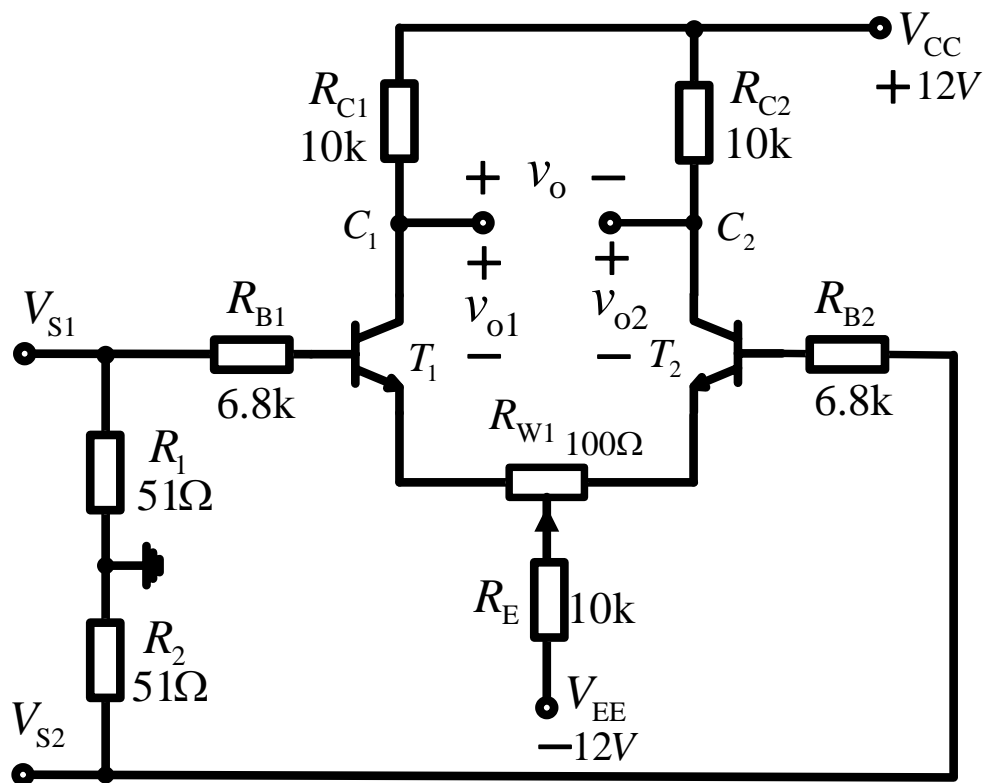 V_CC
+12V
R_C1
10k
R_C2
10k
+ v_o −
C_1
C_2
+
v_o1
−
+
v_o2
−
V_S1
R_B1
6.8k
T_1
T_2
R_B2
6.8k
R_W1 100Ω
R_1
51Ω
R_E 10k
R_2
51Ω
V_S2
V_EE
−12V